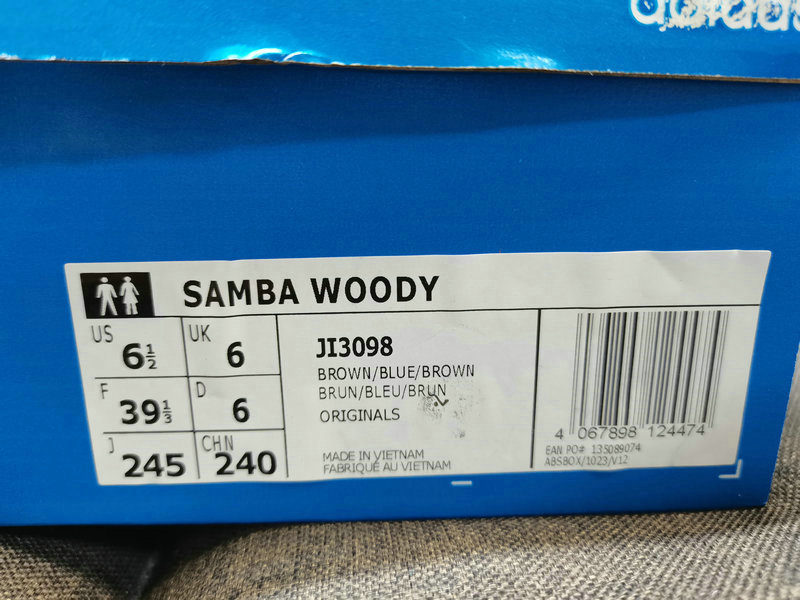 adidas
SAMBA WOODY
US 6½ UK 6
F 39⅓ D 6
J 245 CHN 240
JI3098
BROWN/BLUE/BROWN
BRUN/BLEU/BRUN
ORIGINALS
MADE IN VIETNAM
FABRIQUÉ AU VIETNAM
4 067898 124474
EAN PO# 135089074
ABSBOX/1023/V12